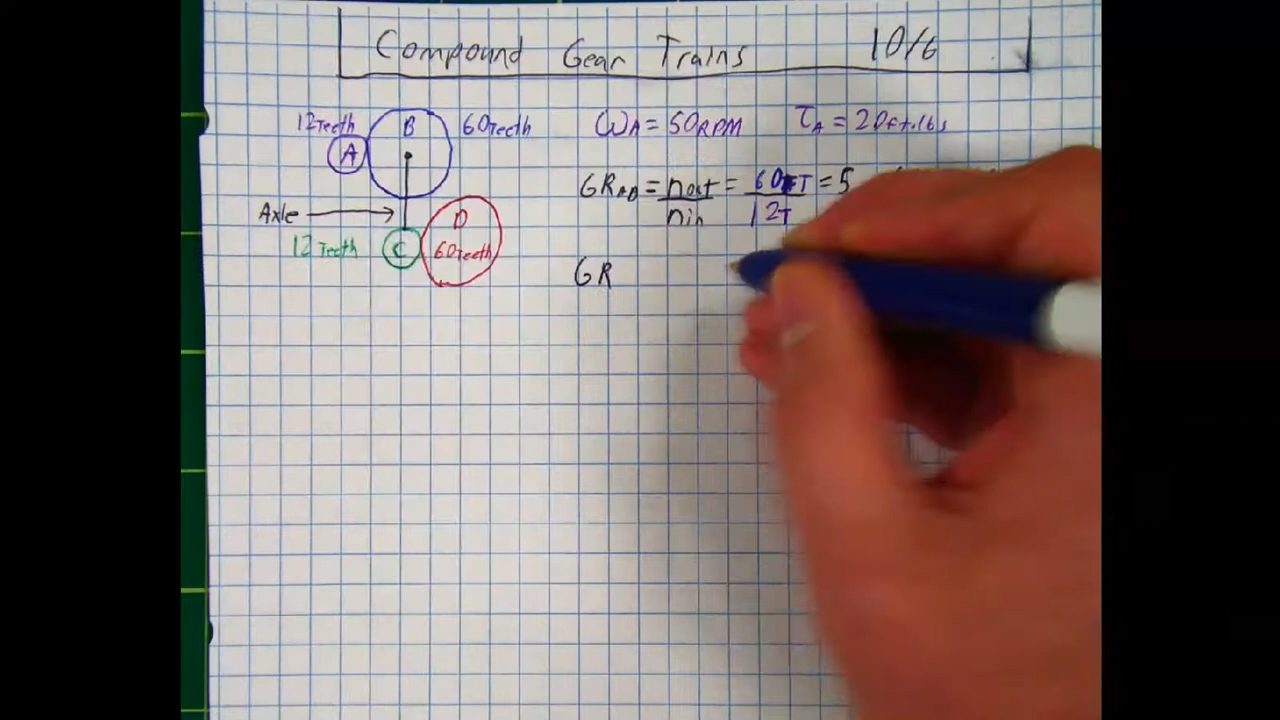 Compound Gear Trains 10/6
12 Teeth B 60 Teeth ωA = 50 RPM τA = 20 ft.lbs
A
GRAB = nout = 60T = 5
nin 12T
Axle D
12 Teeth C 60 Teeth
GR